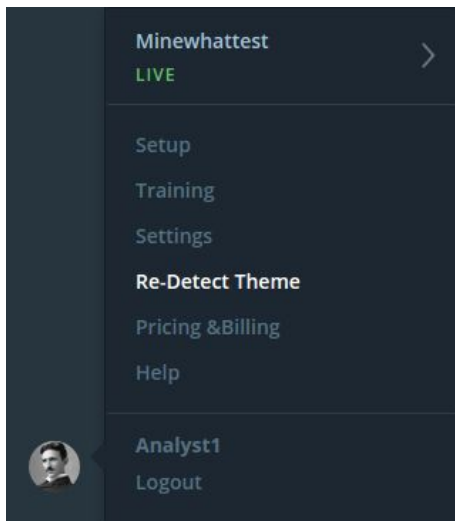 Minewhattest
LIVE
Setup
Training
Settings
Re-Detect Theme
Pricing &Billing
Help
Analyst1
Logout